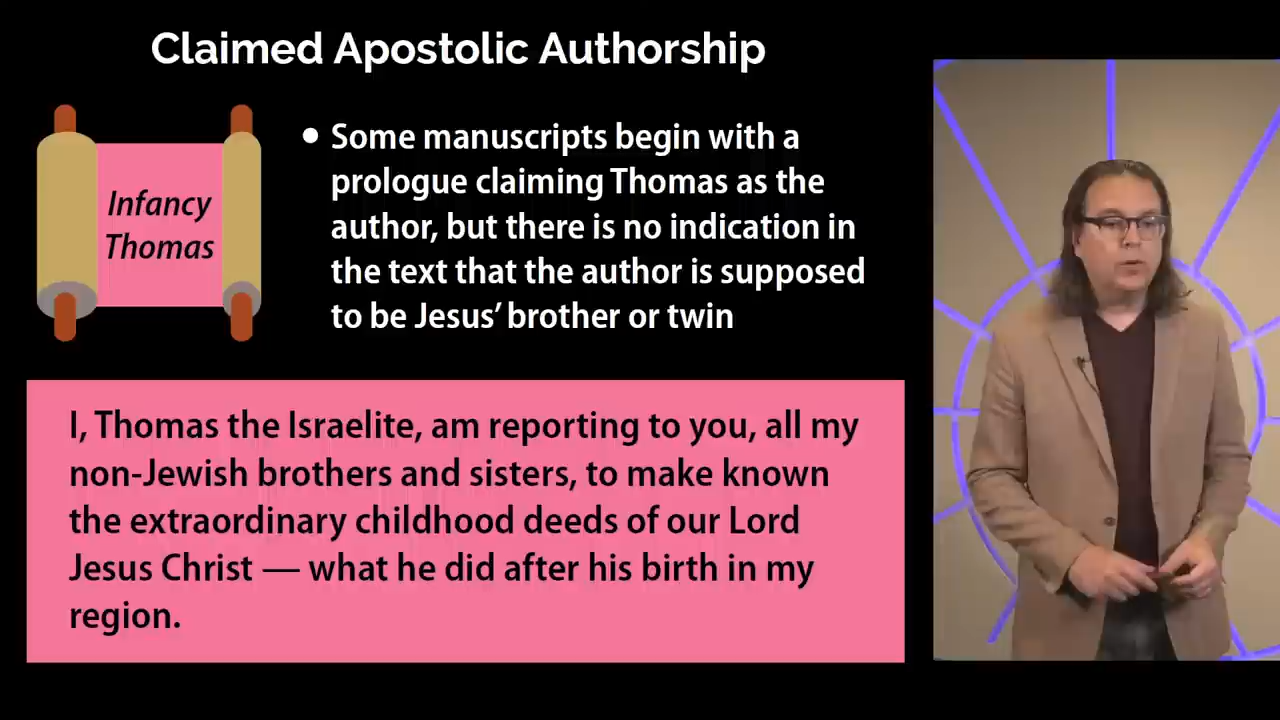 Claimed Apostolic Authorship
Infancy
Thomas
• Some manuscripts begin with a
prologue claiming Thomas as the
author, but there is no indication in
the text that the author is supposed
to be Jesus’ brother or twin
I, Thomas the Israelite, am reporting to you, all my
non-Jewish brothers and sisters, to make known
the extraordinary childhood deeds of our Lord
Jesus Christ — what he did after his birth in my
region.